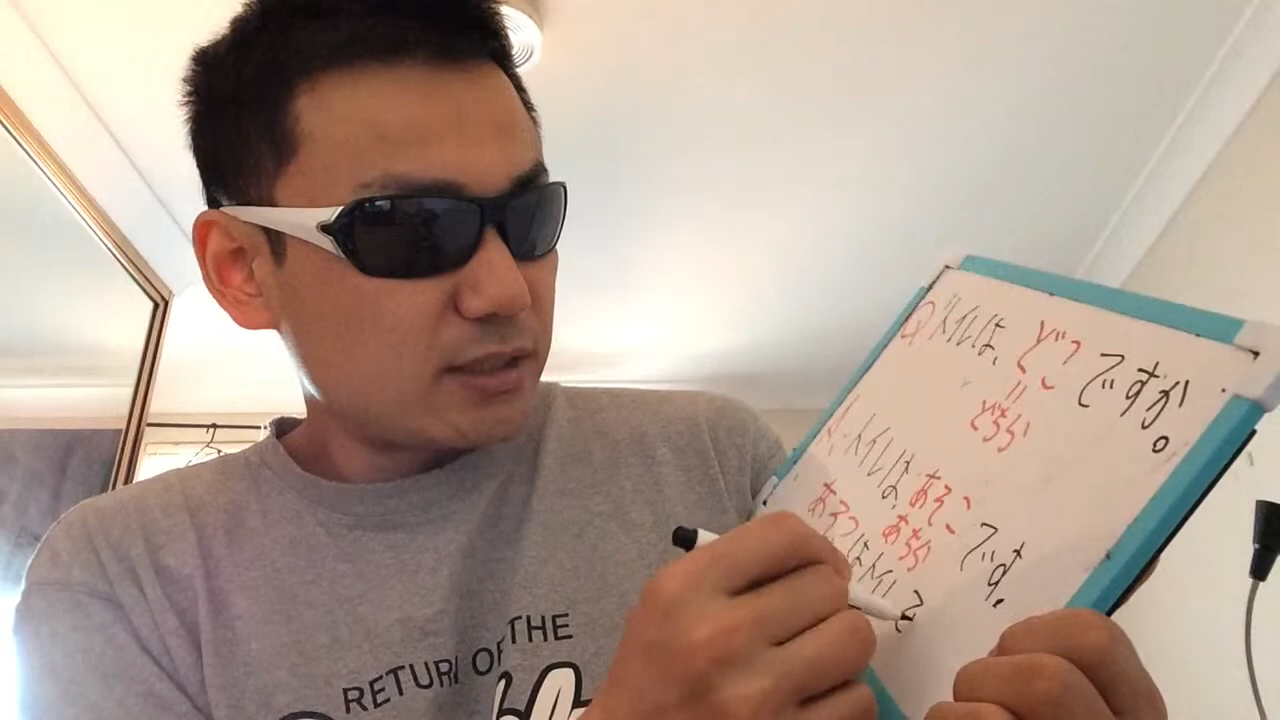 Q トイレは、どこですか。
=
どちら
A. トイレは、あそこです。
あそこ あちら
はトイレ
RETURN OF THE